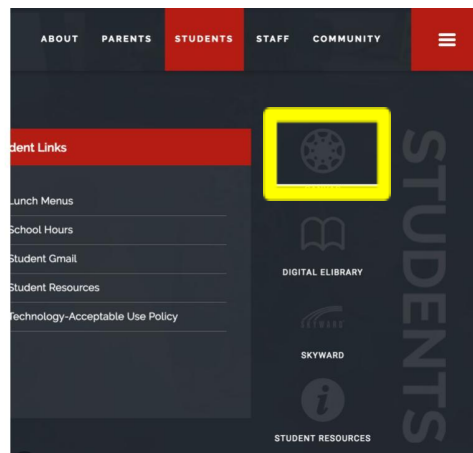 ABOUT PARENTS STUDENTS STAFF COMMUNITY
dent Links
Lunch Menus
School Hours
Student Gmail
Student Resources
Technology-Acceptable Use Policy
DIGITAL ELIBRARY
SKYWARD
SKYWARD
STUDENT RESOURCES
STUDENTS